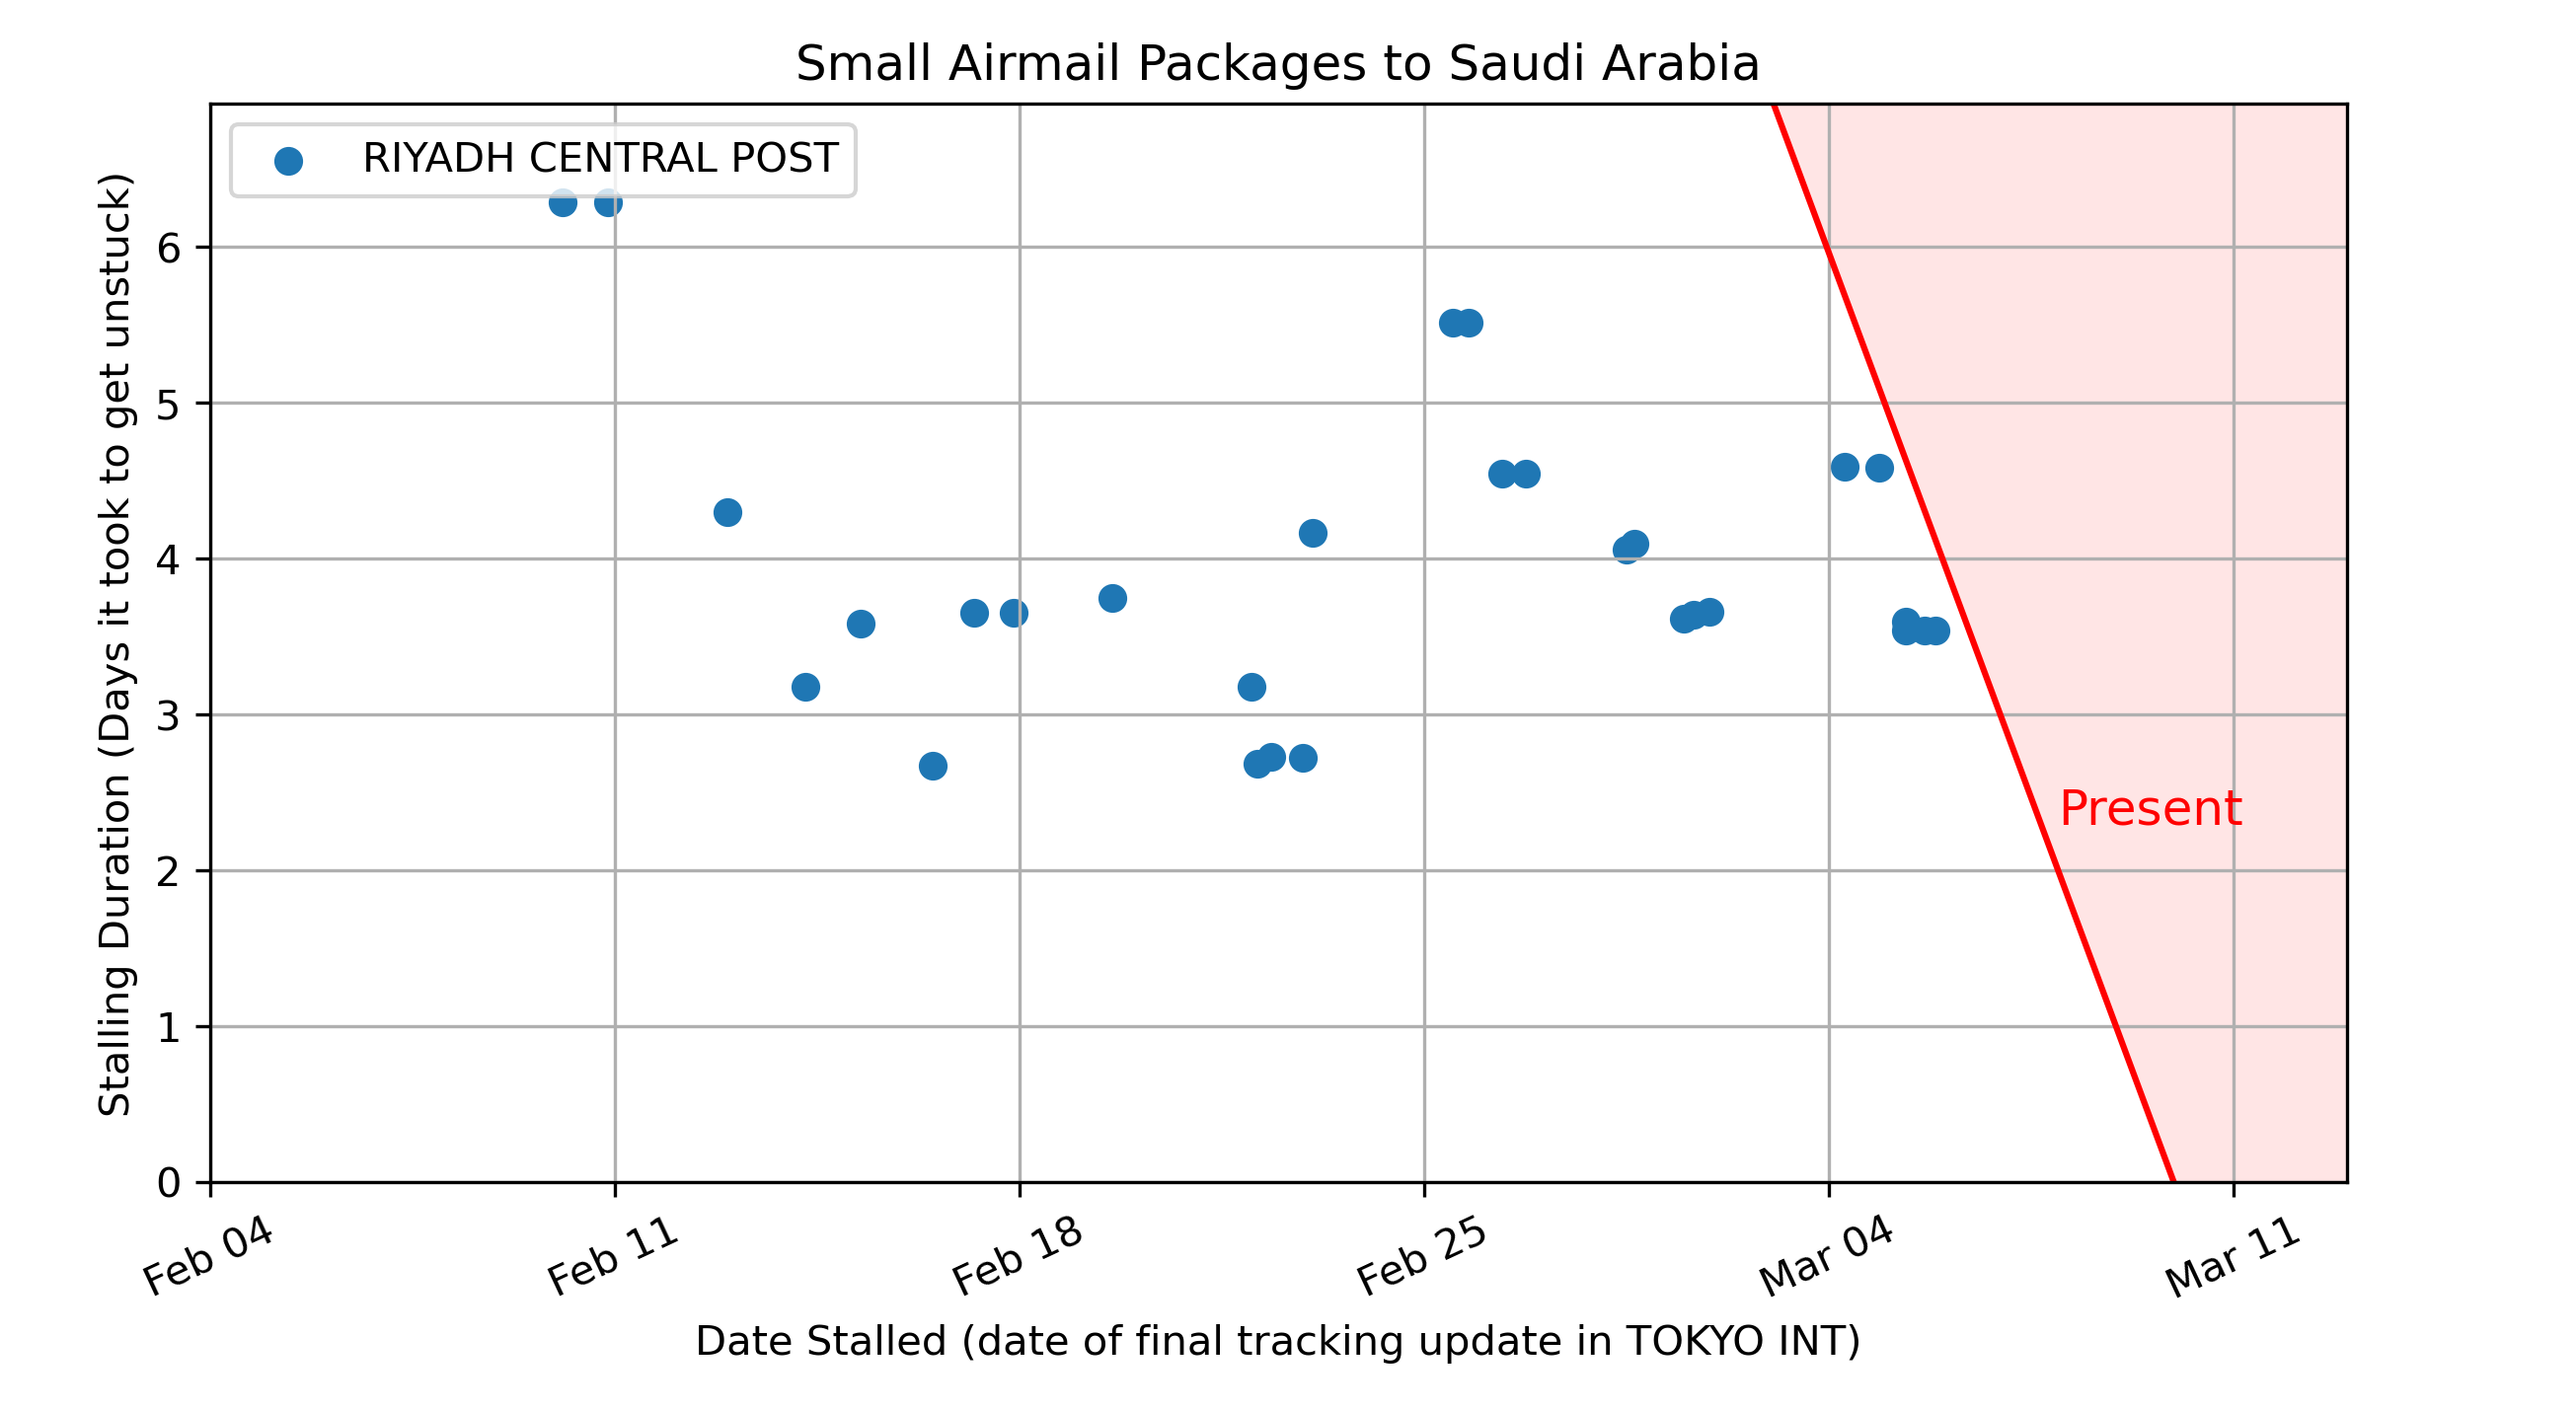 Small Airmail Packages to Saudi Arabia
RIYADH CENTRAL POST
Stalling Duration (Days it took to get unstuck)
6
5
4
3
2
1
0
Present
Feb 04
Feb 11
Feb 18
Feb 25
Mar 04
Mar 11
Date Stalled (date of final tracking update in TOKYO INT)